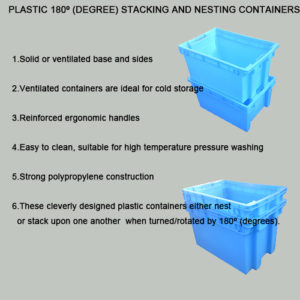 PLASTIC 180º (DEGREE) STACKING AND NESTING CONTAINERS
1.Solid or ventilated base and sides
2.Ventilated containers are ideal for cold storage
3.Reinforced ergonomic handles
4.Easy to clean, suitable for high temperature pressure washing
5.Strong polypropylene construction
6.These cleverly designed plastic containers either nest
or stack upon one another when turned/rotated by 180º (degrees).